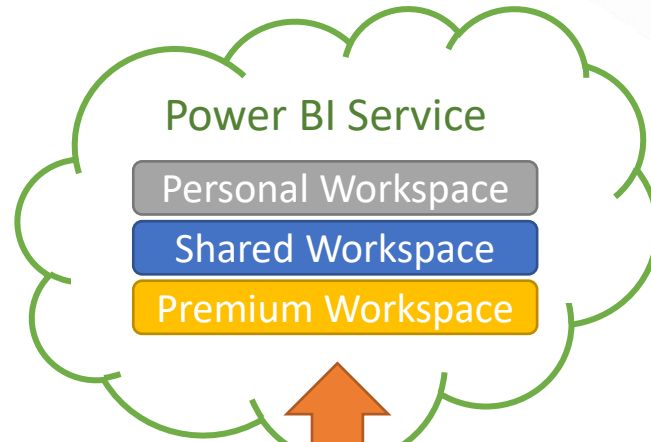 Power BI Service
Personal Workspace
Shared Workspace
Premium Workspace